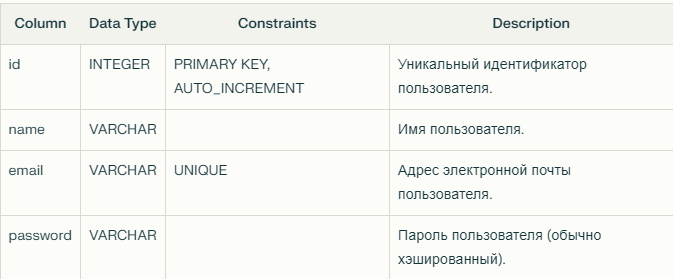 Column Data Type Constraints Description
id INTEGER PRIMARY KEY, Уникальный идентификатор
AUTO_INCREMENT пользователя.
name VARCHAR Имя пользователя.
email VARCHAR UNIQUE Адрес электронной почты
пользователя.
password VARCHAR Пароль пользователя (обычно
хэшированный).